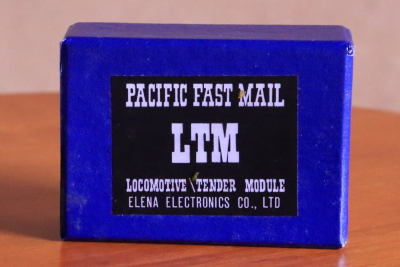 PACIFIC FAST MAIL
LTM
LOCOMOTIVE TENDER MODULE
ELENA ELECTRONICS CO., LTD